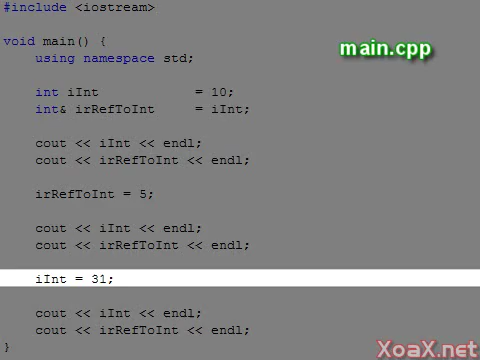 #include <iostream>
void main() {
    using namespace std;
    int iInt            = 10;
    int& irRefToInt     = iInt;
    cout << iInt << endl;
    cout << irRefToInt << endl;
    irRefToInt = 5;
    cout << iInt << endl;
    cout << irRefToInt << endl;
    iInt = 31;
    cout << iInt << endl;
    cout << irRefToInt << endl;
}
main.cpp
XoaX.net